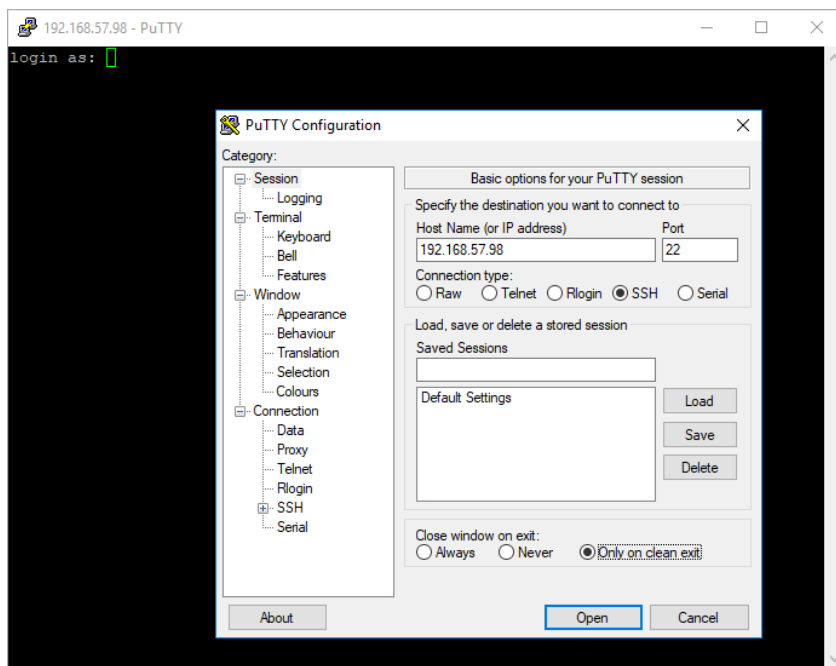 192.168.57.98 - PuTTY
login as:
PuTTY Configuration
Category:
Session
Logging
Terminal
Keyboard
Bell
Features
Window
Appearance
Behaviour
Translation
Selection
Colours
Connection
Data
Proxy
Telnet
Rlogin
SSH
Serial
Basic options for your PuTTY session
Specify the destination you want to connect to
Host Name (or IP address) Port
192.168.57.98 22
Connection type:
Raw Telnet Rlogin SSH Serial
Load, save or delete a stored session
Saved Sessions
Default Settings
Load
Save
Delete
Close window on exit:
Always Never Only on clean exit
About Open Cancel